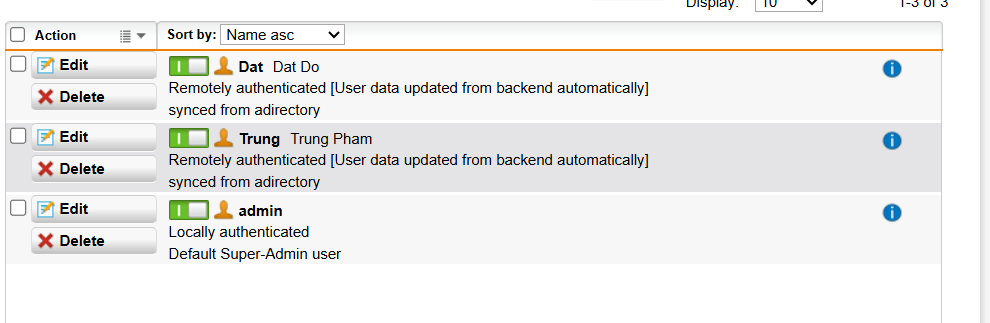 Display: 10 1-3 of 3
Action Sort by: Name asc
Edit Dat Dat Do
Delete Remotely authenticated [User data updated from backend automatically]
synced from adirectory
Edit Trung Trung Pham
Delete Remotely authenticated [User data updated from backend automatically]
synced from adirectory
Edit admin
Delete Locally authenticated
Default Super-Admin user